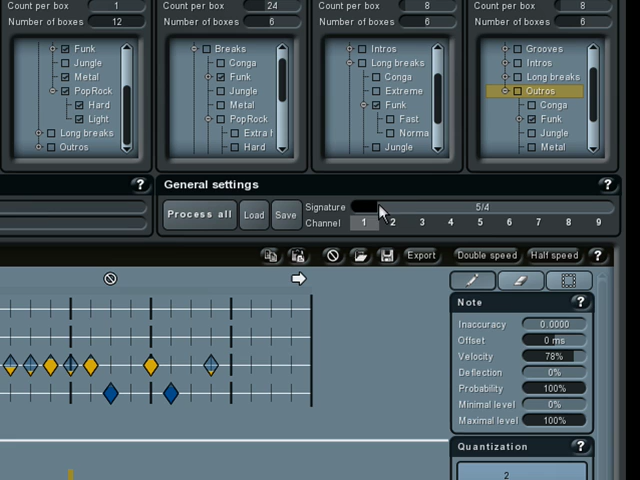 Count per box 1
Number of boxes 12
Funk
Jungle
Metal
PopRock
Hard
Light
Long breaks
Outros
Count per box 24
Number of boxes 6
Breaks
Conga
Funk
Jungle
Metal
PopRock
Extra H
Hard
Count per box 8
Number of boxes 6
Intros
Long breaks
Conga
Extreme
Funk
Fast
Norma
Jungle
Count per box 8
Number of boxes 6
Grooves
Intros
Long breaks
Outros
Conga
Funk
Jungle
Metal
?
General settings ?
Process all Load Save
Signature 5/4
Channel 1 2 3 4 5 6 7 8 9
Export Double speed Half speed ?
Note ?
Inaccuracy 0.0000
Offset 0 ms
Velocity 78%
Deflection 0%
Probability 100%
Minimal level 0%
Maximal level 100%
Quantization ?
2